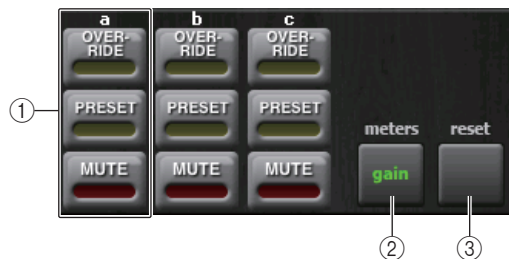 a b c
OVER-
RIDE
OVER-
RIDE
OVER-
RIDE
① PRESET PRESET PRESET
meters reset
MUTE MUTE MUTE
gain
② ③